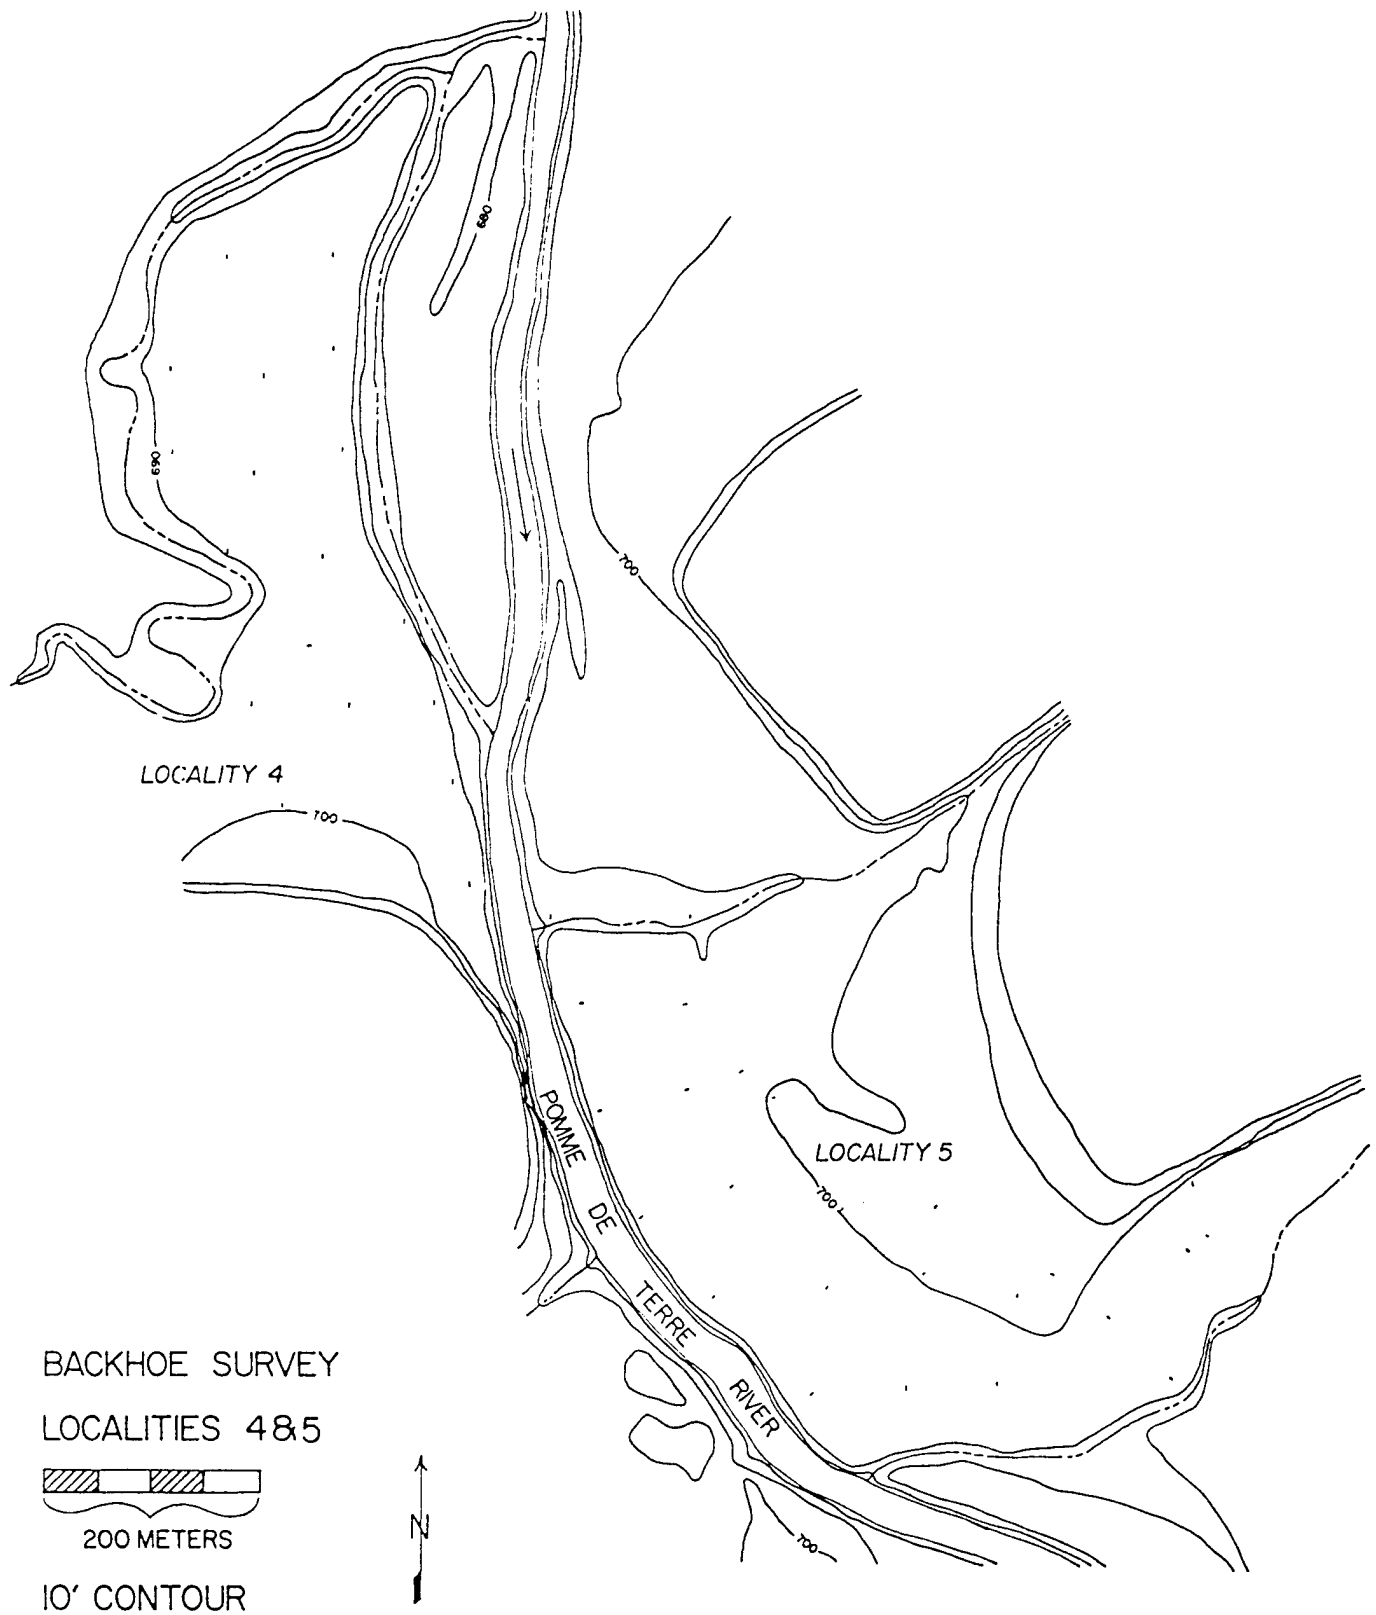 680
690
700
LOCALITY 4
700
POMME DE TERRE RIVER
LOCALITY 5
700
BACKHOE SURVEY
LOCALITIES 4&5
200 METERS
N
700
10' CONTOUR